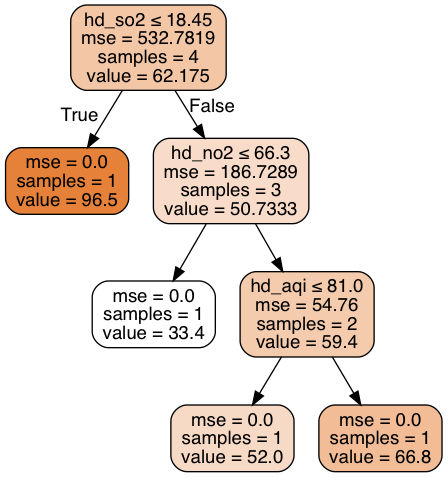 hd_so2 ≤ 18.45
mse = 532.7819
samples = 4
value = 62.175
True
False
mse = 0.0
samples = 1
value = 96.5
hd_no2 ≤ 66.3
mse = 186.7289
samples = 3
value = 50.7333
mse = 0.0
samples = 1
value = 33.4
hd_aqi ≤ 81.0
mse = 54.76
samples = 2
value = 59.4
mse = 0.0
samples = 1
value = 52.0
mse = 0.0
samples = 1
value = 66.8